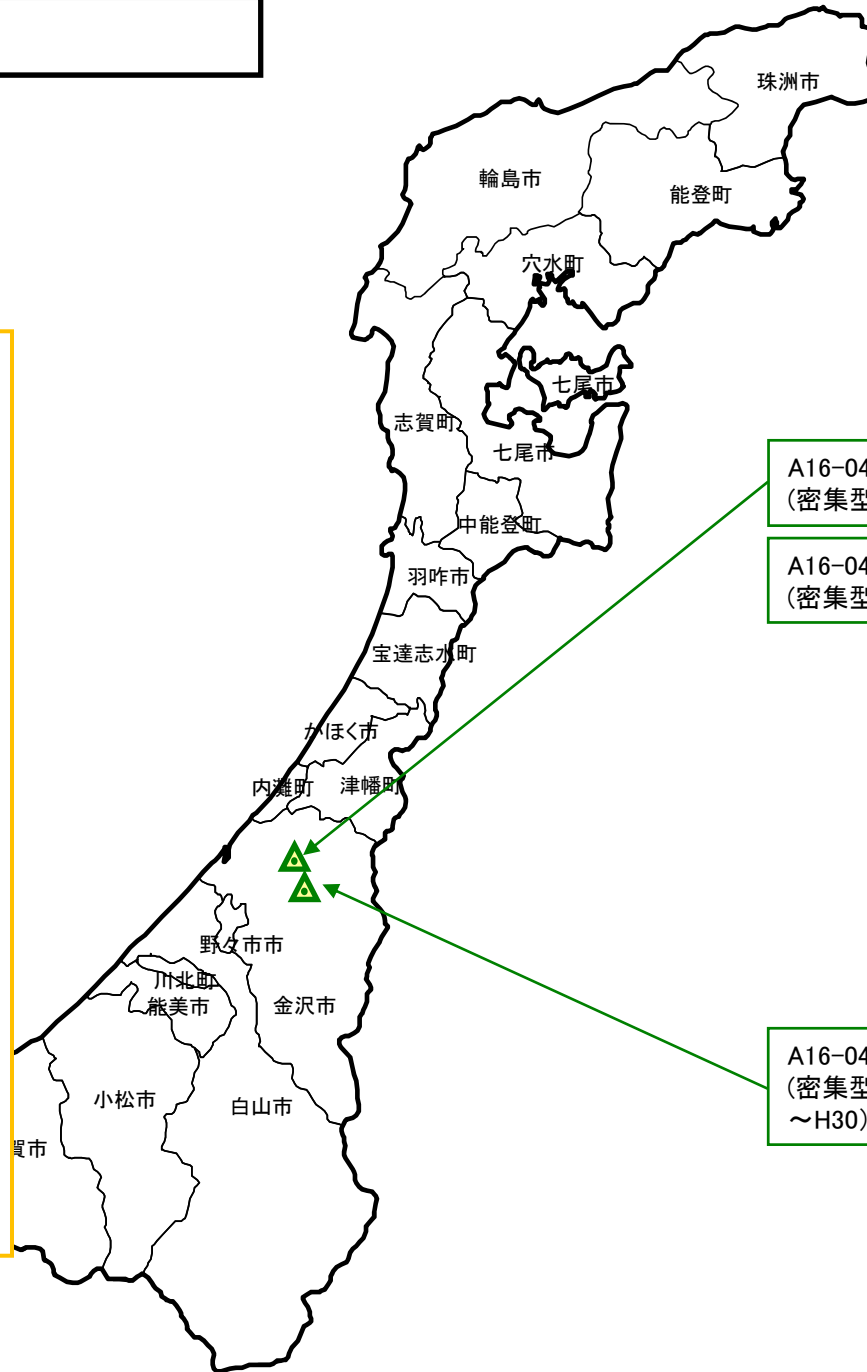 珠洲市
輪島市
能登町
穴水町
七尾市
志賀町
七尾市
A16-04
(密集型
中能登町
A16-04
(密集型
羽咋市
宝達志水町
かほく市
内灘町
津幡町
野々市市
川北町
能美市
金沢市
A16-04
(密集型
~H30)
小松市
白山市
賀市